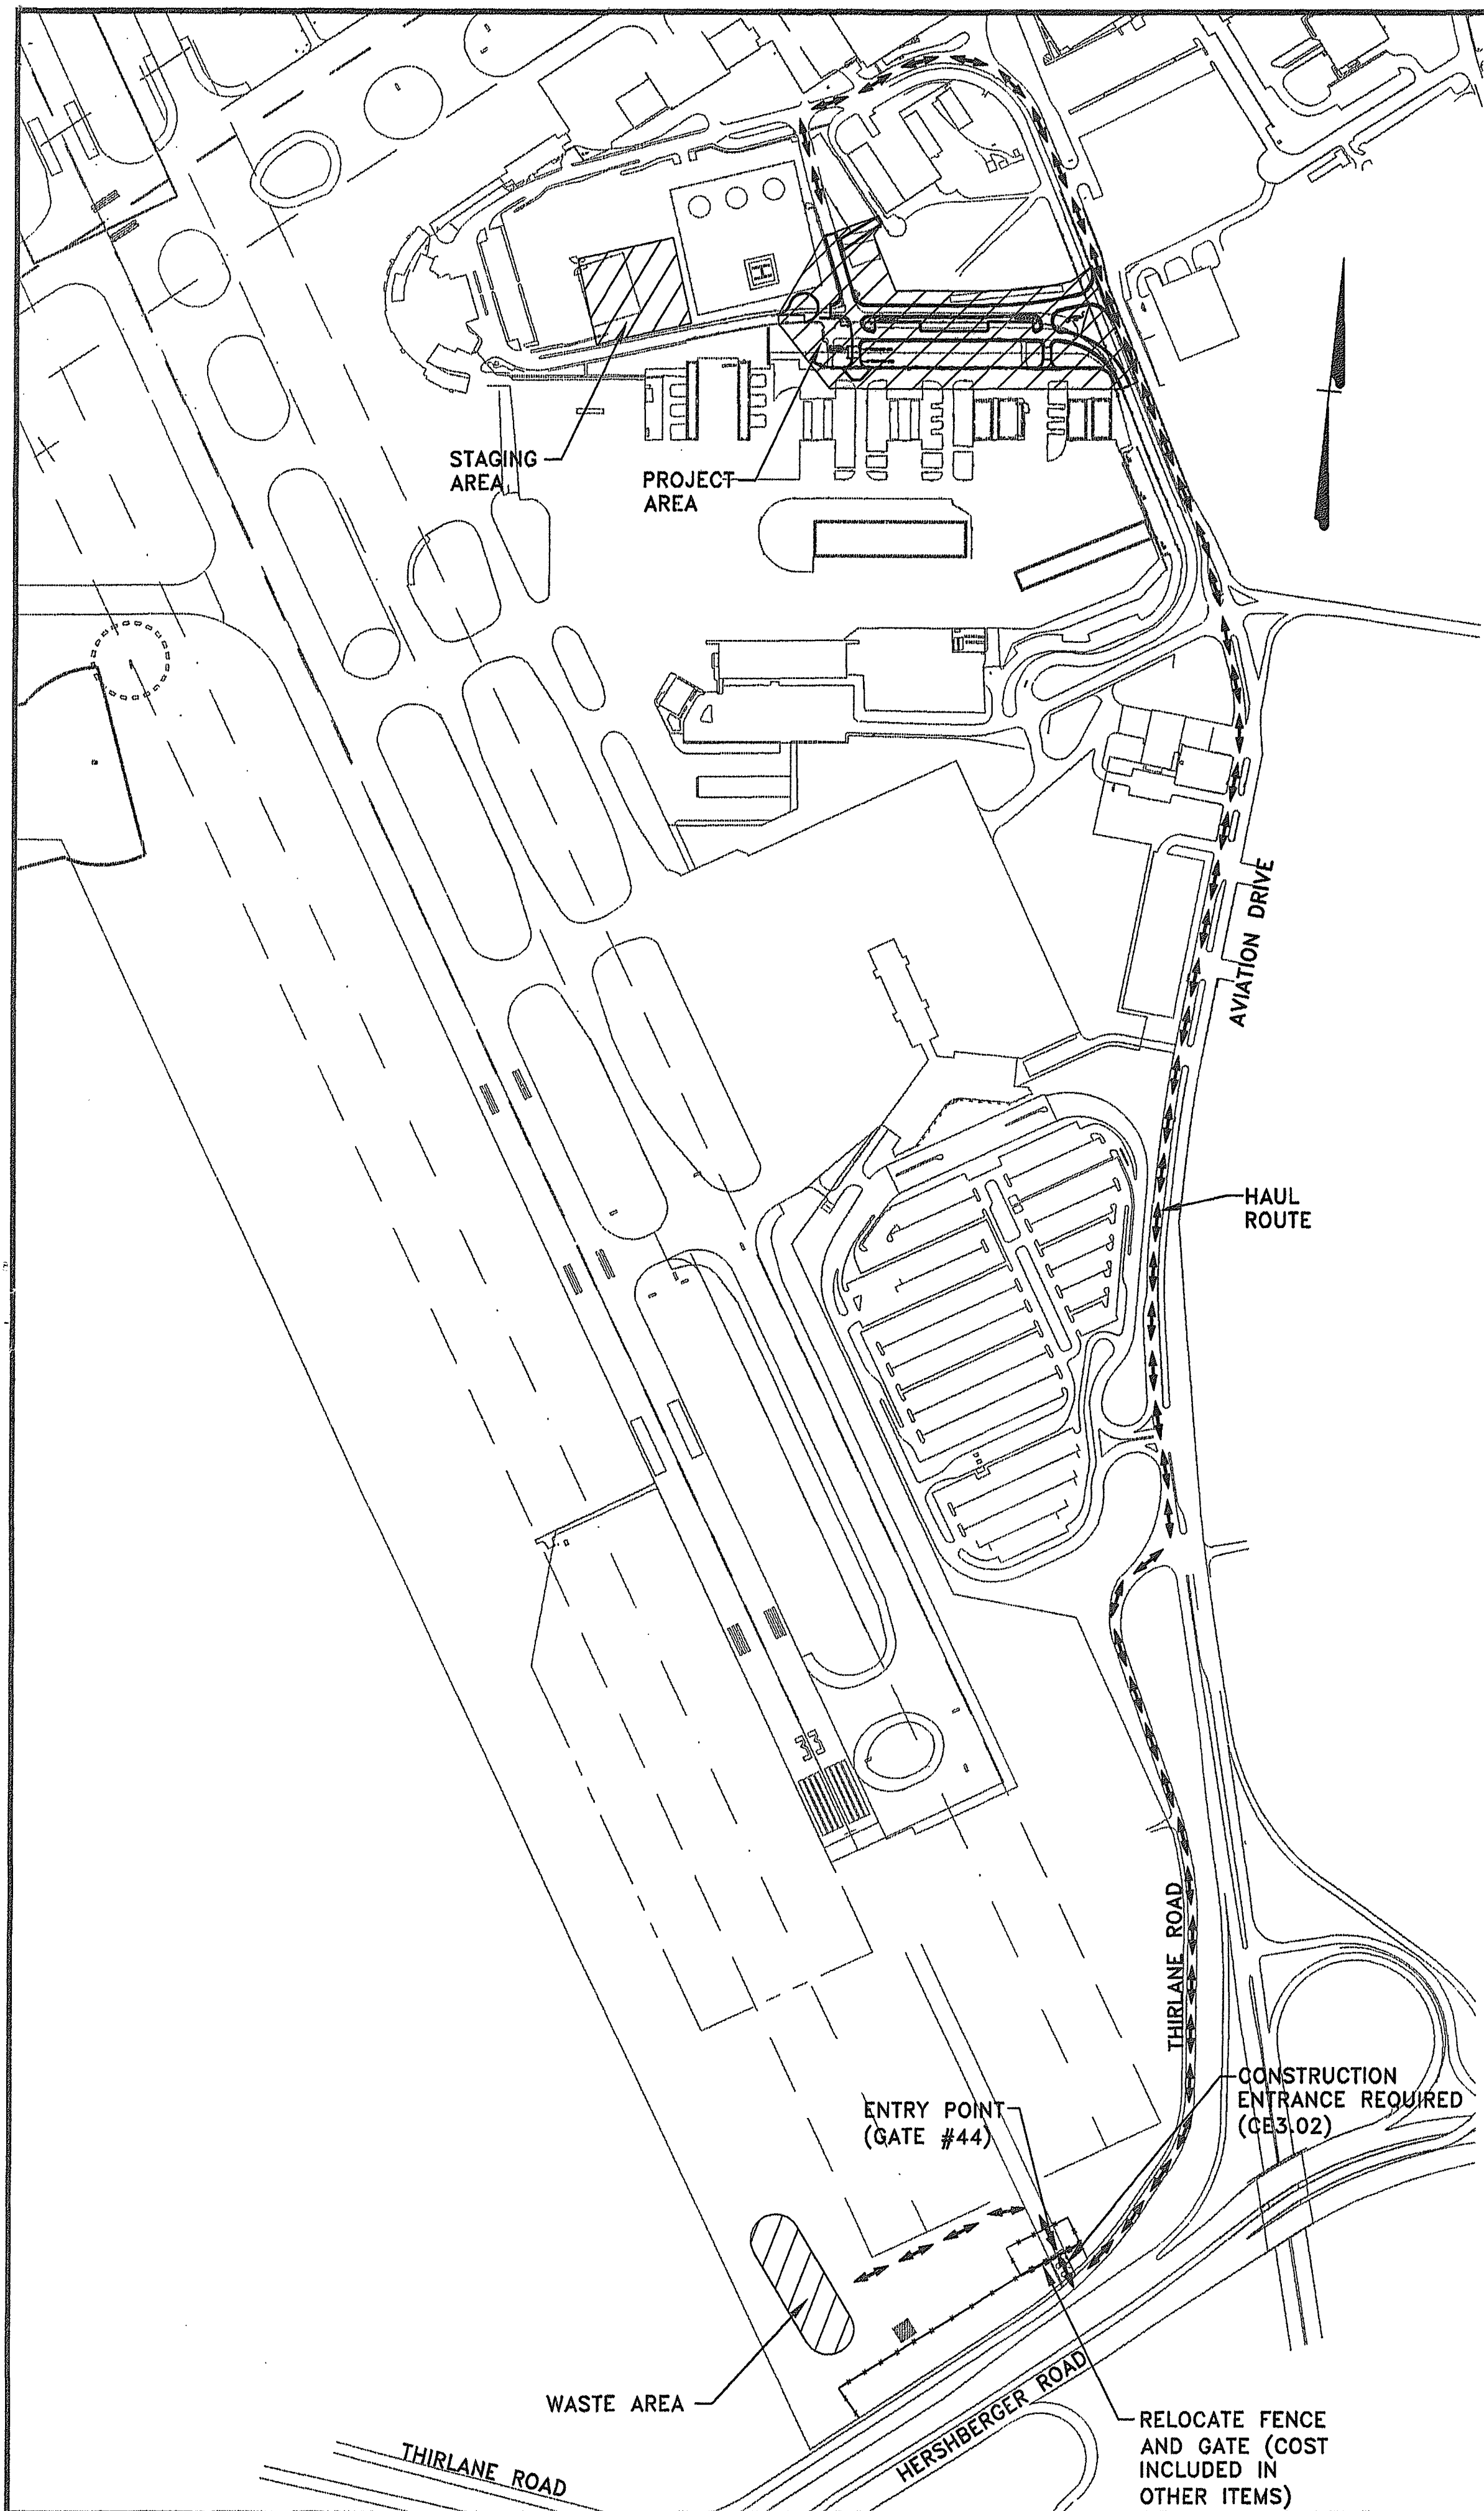 H
STAGING
AREA
PROJECT
AREA
AVIATION DRIVE
HAUL
ROUTE
33
THIRLANE ROAD
CONSTRUCTION
ENTRANCE REQUIRED
(CE3.02)
ENTRY POINT
(GATE #44)
WASTE AREA
HERSHBERGER ROAD
RELOCATE FENCE
AND GATE (COST
INCLUDED IN
OTHER ITEMS)
THIRLANE ROAD